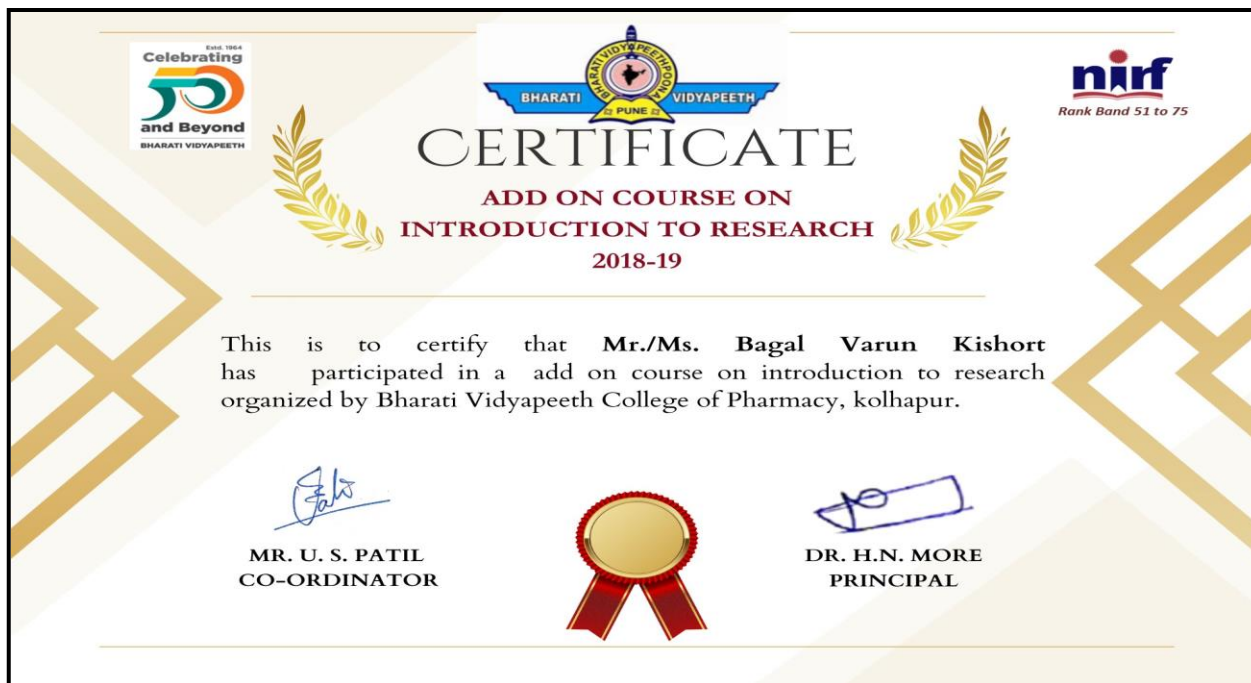 Estd. 1964
Celebrating
50
and Beyond
BHARATI VIDYAPEETH
BHARATI VIDYAPEETH POONA
BHARATI VIDYAPEETH
PUNE
nirf
Rank Band 51 to 75
CERTIFICATE
ADD ON COURSE ON
INTRODUCTION TO RESEARCH
2018-19
This is to certify that Mr./Ms. Bagal Varun Kishort
has participated in a add on course on introduction to research
organized by Bharati Vidyapeeth College of Pharmacy, kolhapur.
MR. U. S. PATIL
CO-ORDINATOR
DR. H.N. MORE
PRINCIPAL